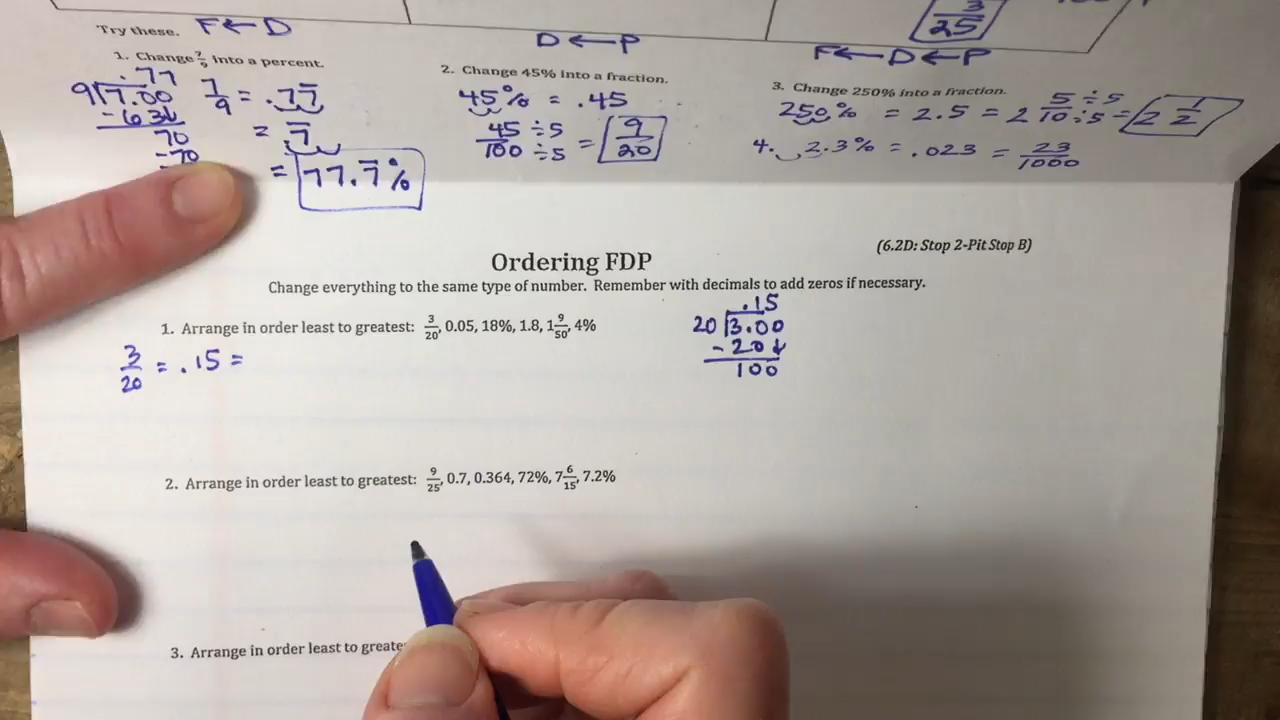 3/25
Try these. F←D
D←P
F←D←P
1. Change 7/9 into a percent.
.77
9)7.00
-63↓
70
-70
7/9 = .77̄
= .7̄
= 77.7̄%
2. Change 45% into a fraction.
45% = .45
45/100 ÷5/÷5 = 9/20
3. Change 250% into a fraction.
250% = 2.5 = 2 5/10 ÷5/÷5 = 2 1/2
4. 2.3% = .023 = 23/1000
(6.2D: Stop 2-Pit Stop B)
Ordering FDP
Change everything to the same type of number. Remember with decimals to add zeros if necessary.
1. Arrange in order least to greatest: 3/20, 0.05, 18%, 1.8, 1 9/50, 4%
3/20 = .15 =
.15
20)3.00
-20↓
100
2. Arrange in order least to greatest: 9/25, 0.7, 0.364, 72%, 7 6/15, 7.2%
3. Arrange in order least to